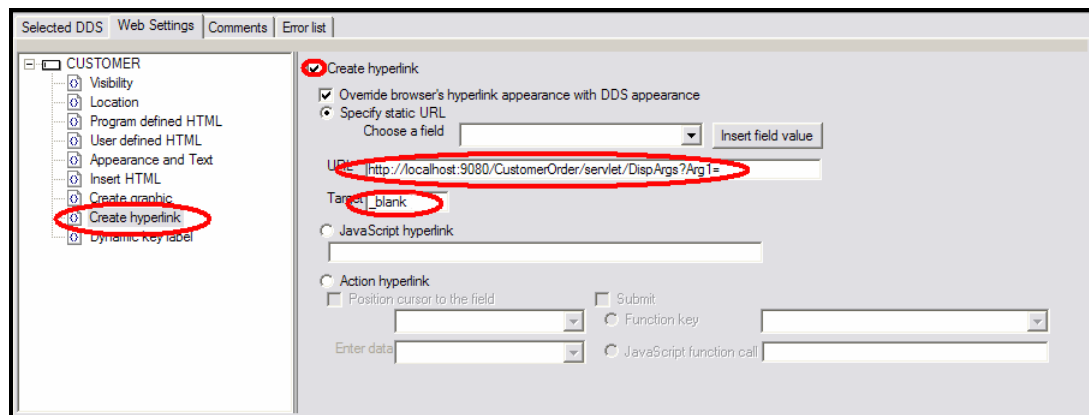 Selected DDS Web Settings Comments Error list
CUSTOMER
Visibility
Location
Program defined HTML
User defined HTML
Appearance and Text
Insert HTML
Create graphic
Create hyperlink
Dynamic key label
Create hyperlink
Override browser's hyperlink appearance with DDS appearance
Specify static URL
Choose a field Insert field value
URL http://localhost:9080/CustomerOrder/servlet/DispArgs?Arg1=
Target _blank
JavaScript hyperlink
Action hyperlink
Position cursor to the field Submit
Function key
Enter data JavaScript function call